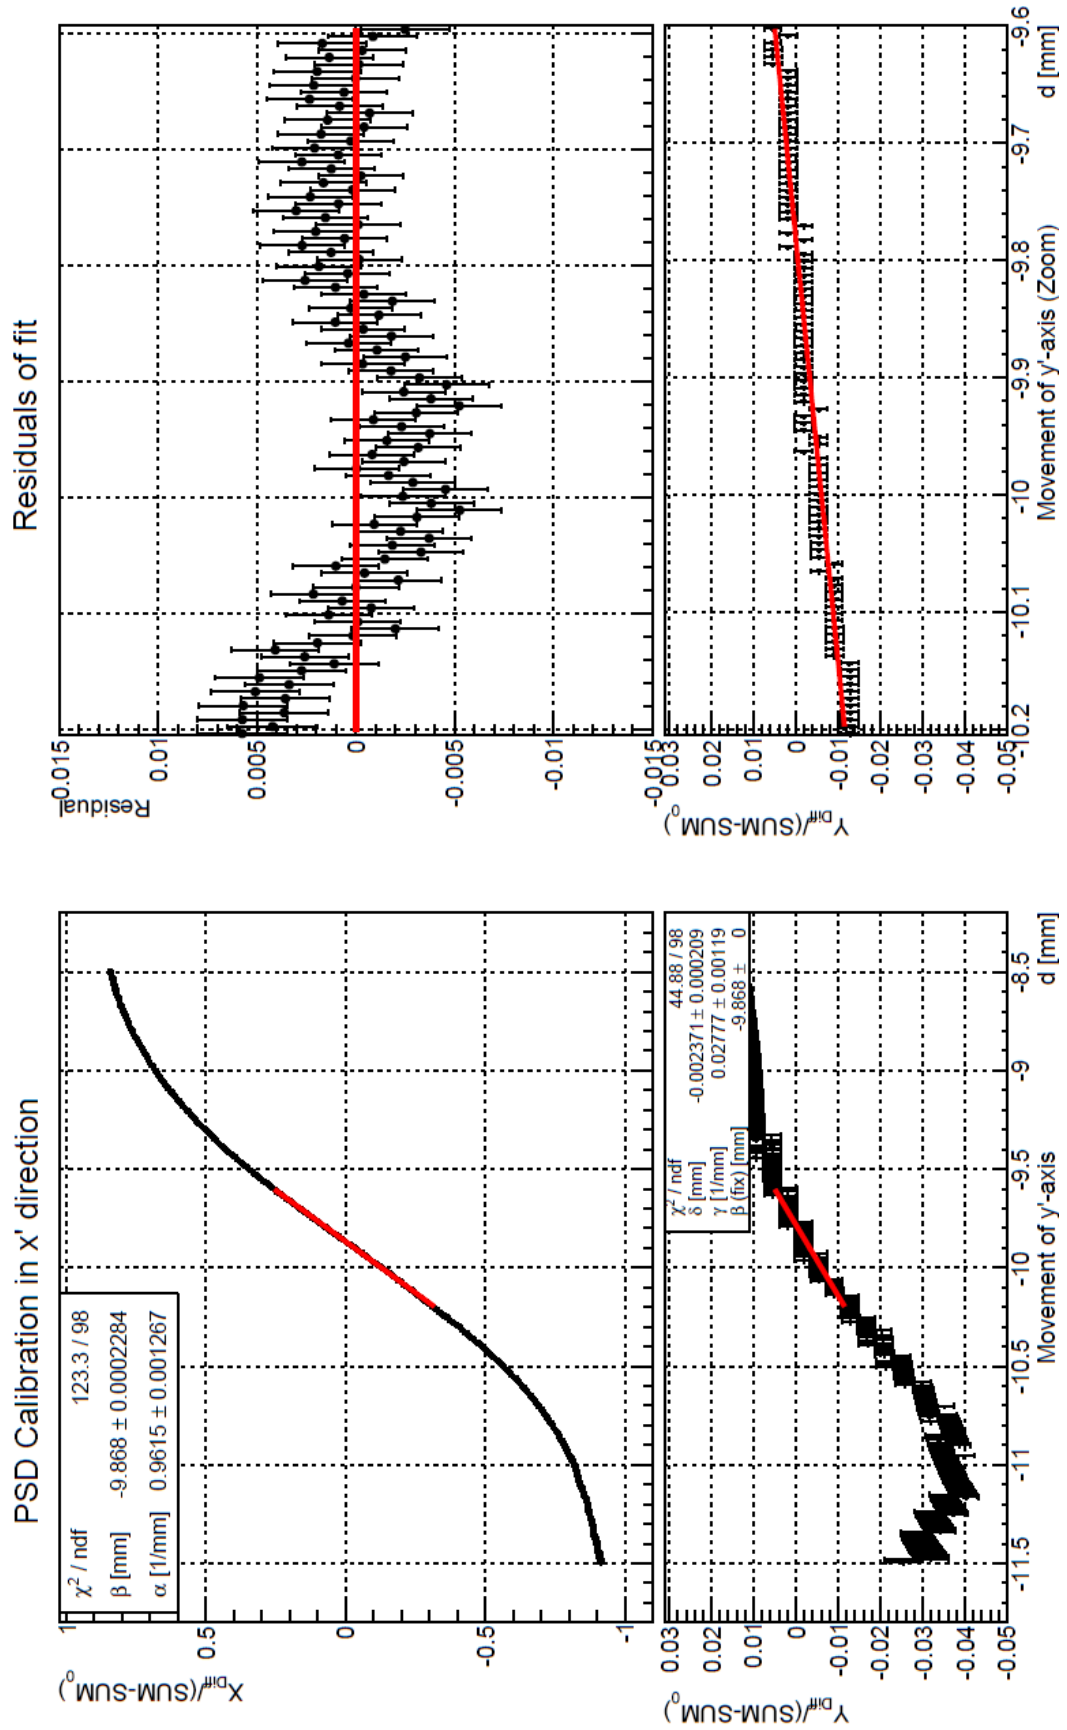 PSD Calibration in x' direction
X_Diff/(SUM-SUM_0)
1
0.5
0
-0.5
-1
χ² / ndf 123.3 / 98
β [mm] -9.868 ± 0.0002284
α [1/mm] 0.9615 ± 0.001267
Y_Diff/(SUM-SUM_0)
0.03
0.02
0.01
0
-0.01
-0.02
-0.03
-0.04
-0.05
χ² / ndf 44.88 / 98
δ [mm] -0.002371 ± 0.000209
γ [1/mm] 0.02777 ± 0.00119
β (fix) [mm] -9.868 ± 0
-11.5 -11 -10.5 -10 -9.5 -9 -8.5
Movement of y'-axis d [mm]
Residuals of fit
Residual
0.015
0.01
0.005
0
-0.005
-0.01
-0.015
Y_Diff/(SUM-SUM_0)
0.03
0.02
0.01
0
-0.01
-0.02
-0.03
-0.04
-0.05
-10.2 -10.1 -10 -9.9 -9.8 -9.7 -9.6
Movement of y'-axis (Zoom) d [mm]